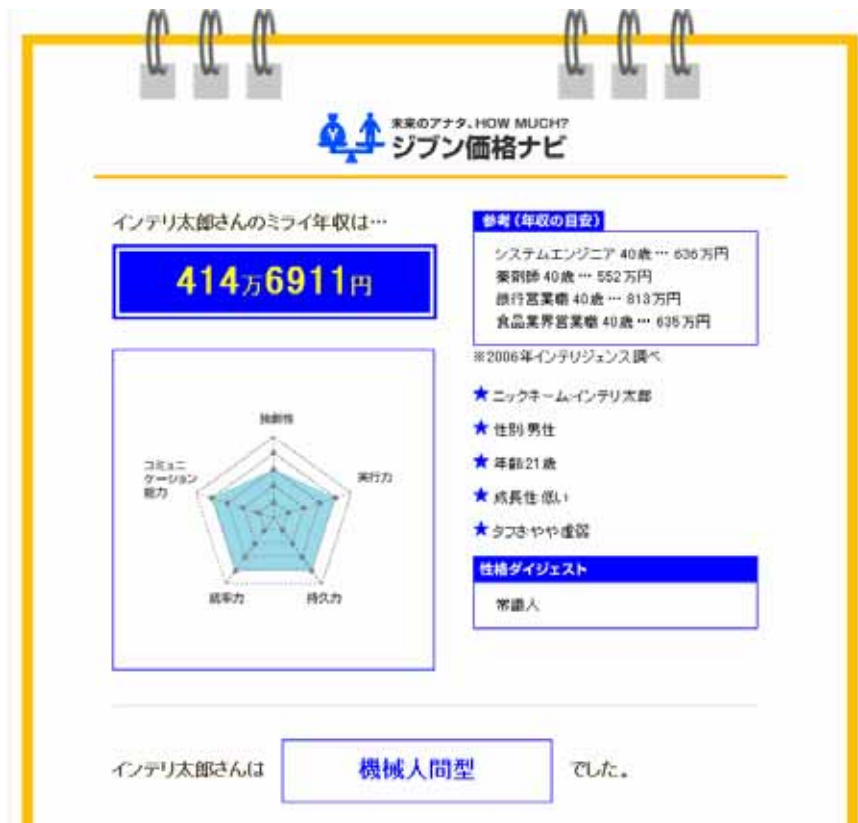 未来のアナタ、HOW MUCH?
ジブン価格ナビ
インテリ太郎さんのミライ年収は…
414万6911円
参考（年収の目安）
システムエンジニア 40歳 … 636万円
薬剤師 40歳 … 552万円
銀行営業職 40歳 … 813万円
食品業界営業職 40歳 … 635万円
※2006年インテリジェンス調べ
★ニックネーム:インテリ太郎
★性別:男性
★年齢:21歳
★成長性:低い
★タフさ:やや虚弱
性格ダイジェスト
常識人
独創性
コミュニ
ケーション
能力
実行力
統率力
持久力
インテリ太郎さんは 機械人間型 でした。